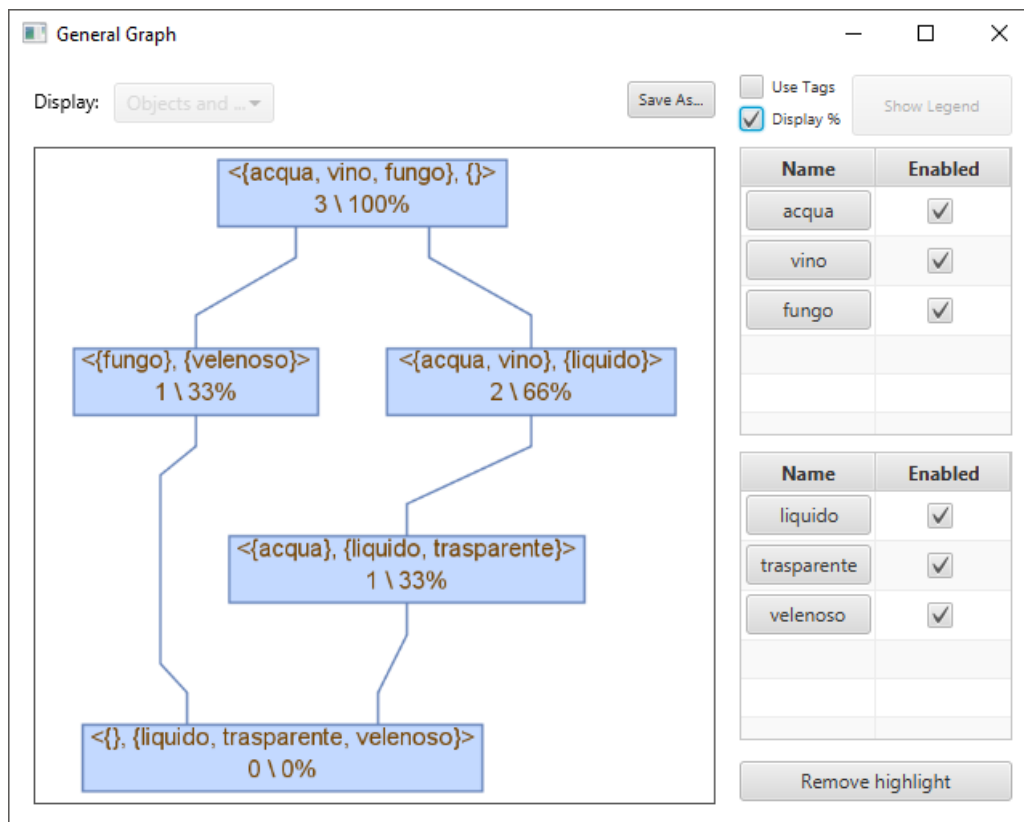 General Graph
Display:
Objects and ...
Save As...
Use Tags
Display %
Show Legend
<{acqua, vino, fungo}, {}>
3 \ 100%
<{fungo}, {velenoso}>
1 \ 33%
<{acqua, vino}, {liquido}>
2 \ 66%
<{acqua}, {liquido, trasparente}>
1 \ 33%
<{}, {liquido, trasparente, velenoso}>
0 \ 0%
Name Enabled
acqua
vino
fungo
Name Enabled
liquido
trasparente
velenoso
Remove highlight